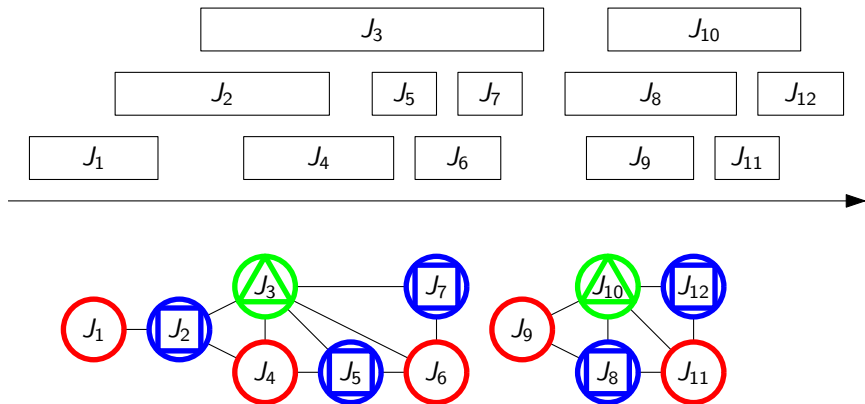 J₃ J₁₀
J₂ J₅ J₇ J₈ J₁₂
J₁ J₄ J₆ J₉ J₁₁
J₃ J₇ J₁₀ J₁₂
J₁ J₂ J₉
J₄ J₅ J₆ J₈ J₁₁